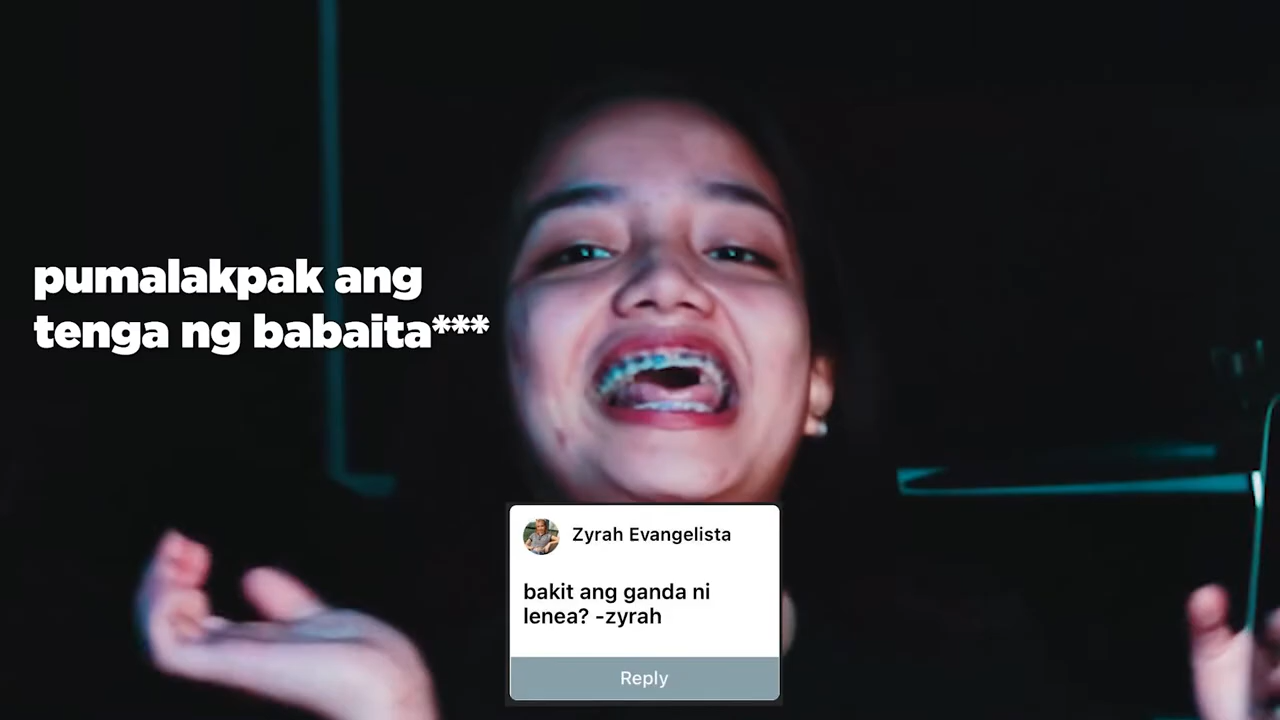 pumalakpak ang
tenga ng babaita***
Zyrah Evangelista
bakit ang ganda ni
lenea? -zyrah
Reply